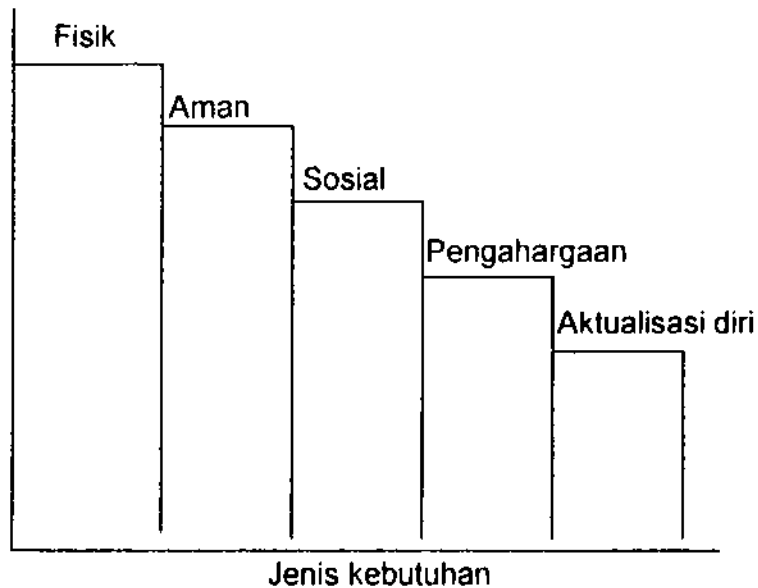 Fisik
Aman
Sosial
Pengahargaan
Aktualisasi diri
Jenis kebutuhan